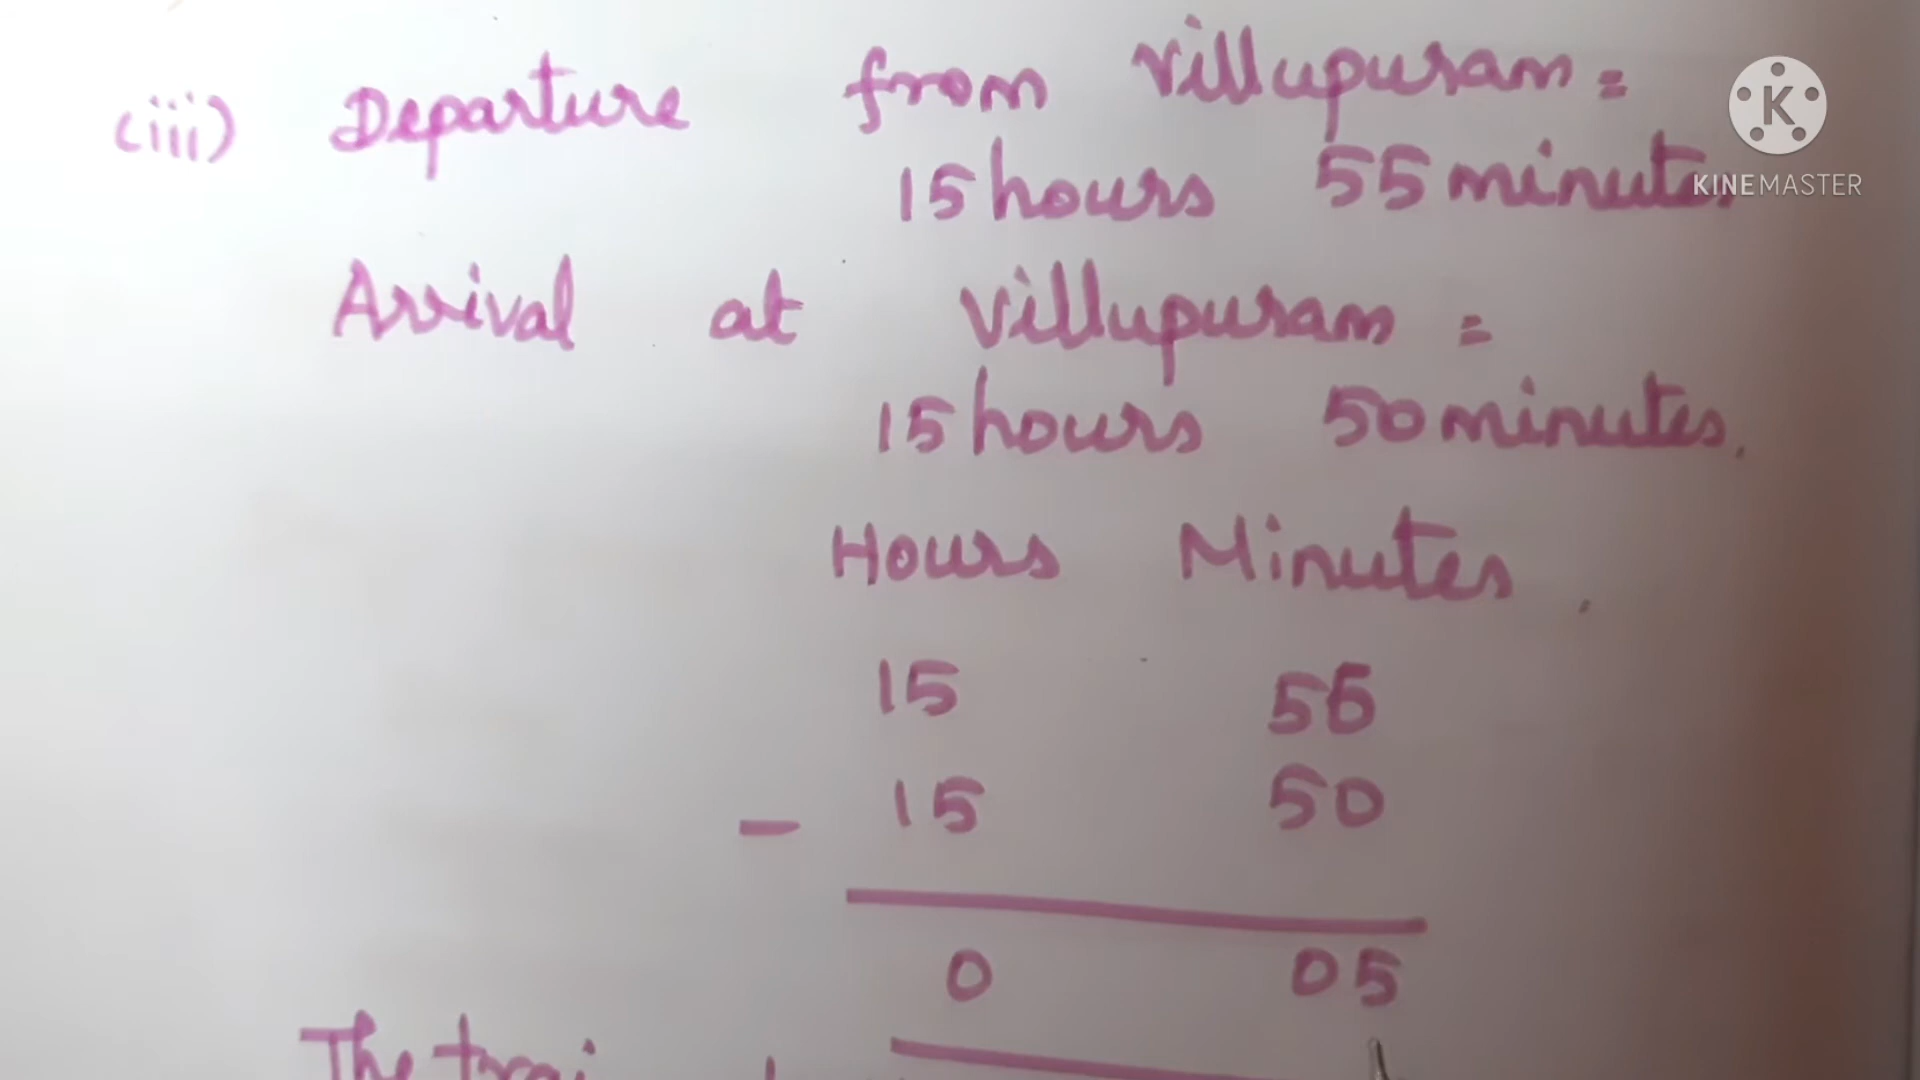 (iii) Departure from Villupuram =
15 hours 55 minutes
Arrival at Villupuram =
15 hours 50 minutes.
Hours Minutes
15 55
- 15 50
0 05
The
K
KINEMASTER